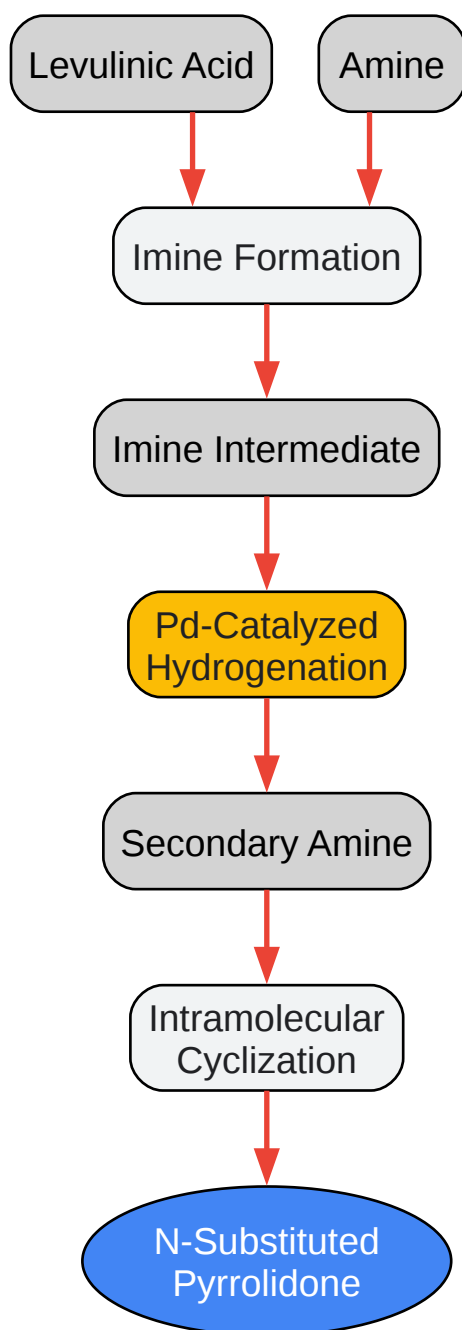 Levulinic Acid
Amine
Imine Formation
Imine Intermediate
Pd-Catalyzed
Hydrogenation
Secondary Amine
Intramolecular
Cyclization
N-Substituted
Pyrrolidone